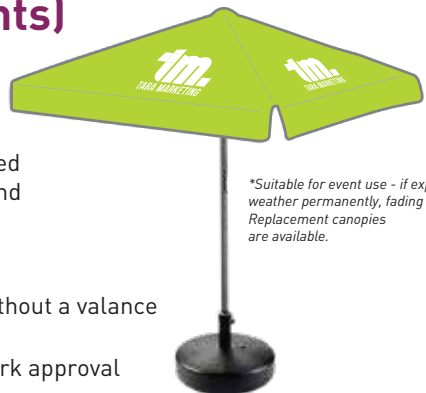 nts)
tm.
TARA MARKETING
tm.
TARA MARKETING
ed
nd
*Suitable for event use - if exp
weather permanently, fading
Replacement canopies
are available.
thout a valance
rk approval